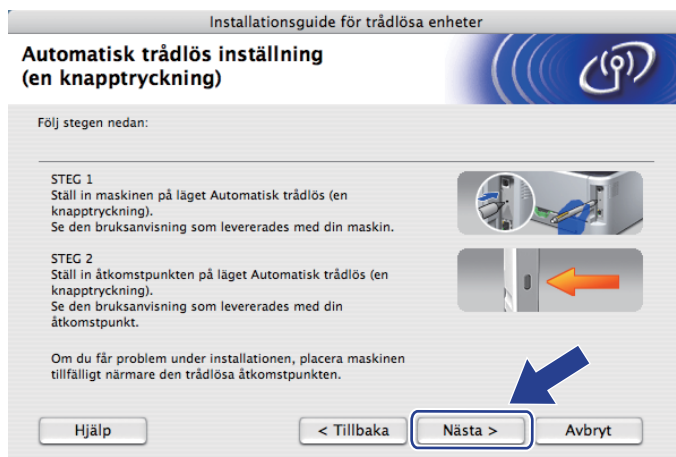 Installationsguide för trådlösa enheter
Automatisk trådlös inställning
(en knapptryckning)
Följ stegen nedan:
STEG 1
Ställ in maskinen på läget Automatisk trådlös (en
knapptryckning).
Se den bruksanvisning som levererades med din maskin.
STEG 2
Ställ in åtkomstpunkten på läget Automatisk trådlös (en
knapptryckning).
Se den bruksanvisning som levererades med din
åtkomstpunkt.
Om du får problem under installationen, placera maskinen
tillfälligt närmare den trådlösa åtkomstpunkten.
Hjälp
< Tillbaka
Nästa >
Avbryt